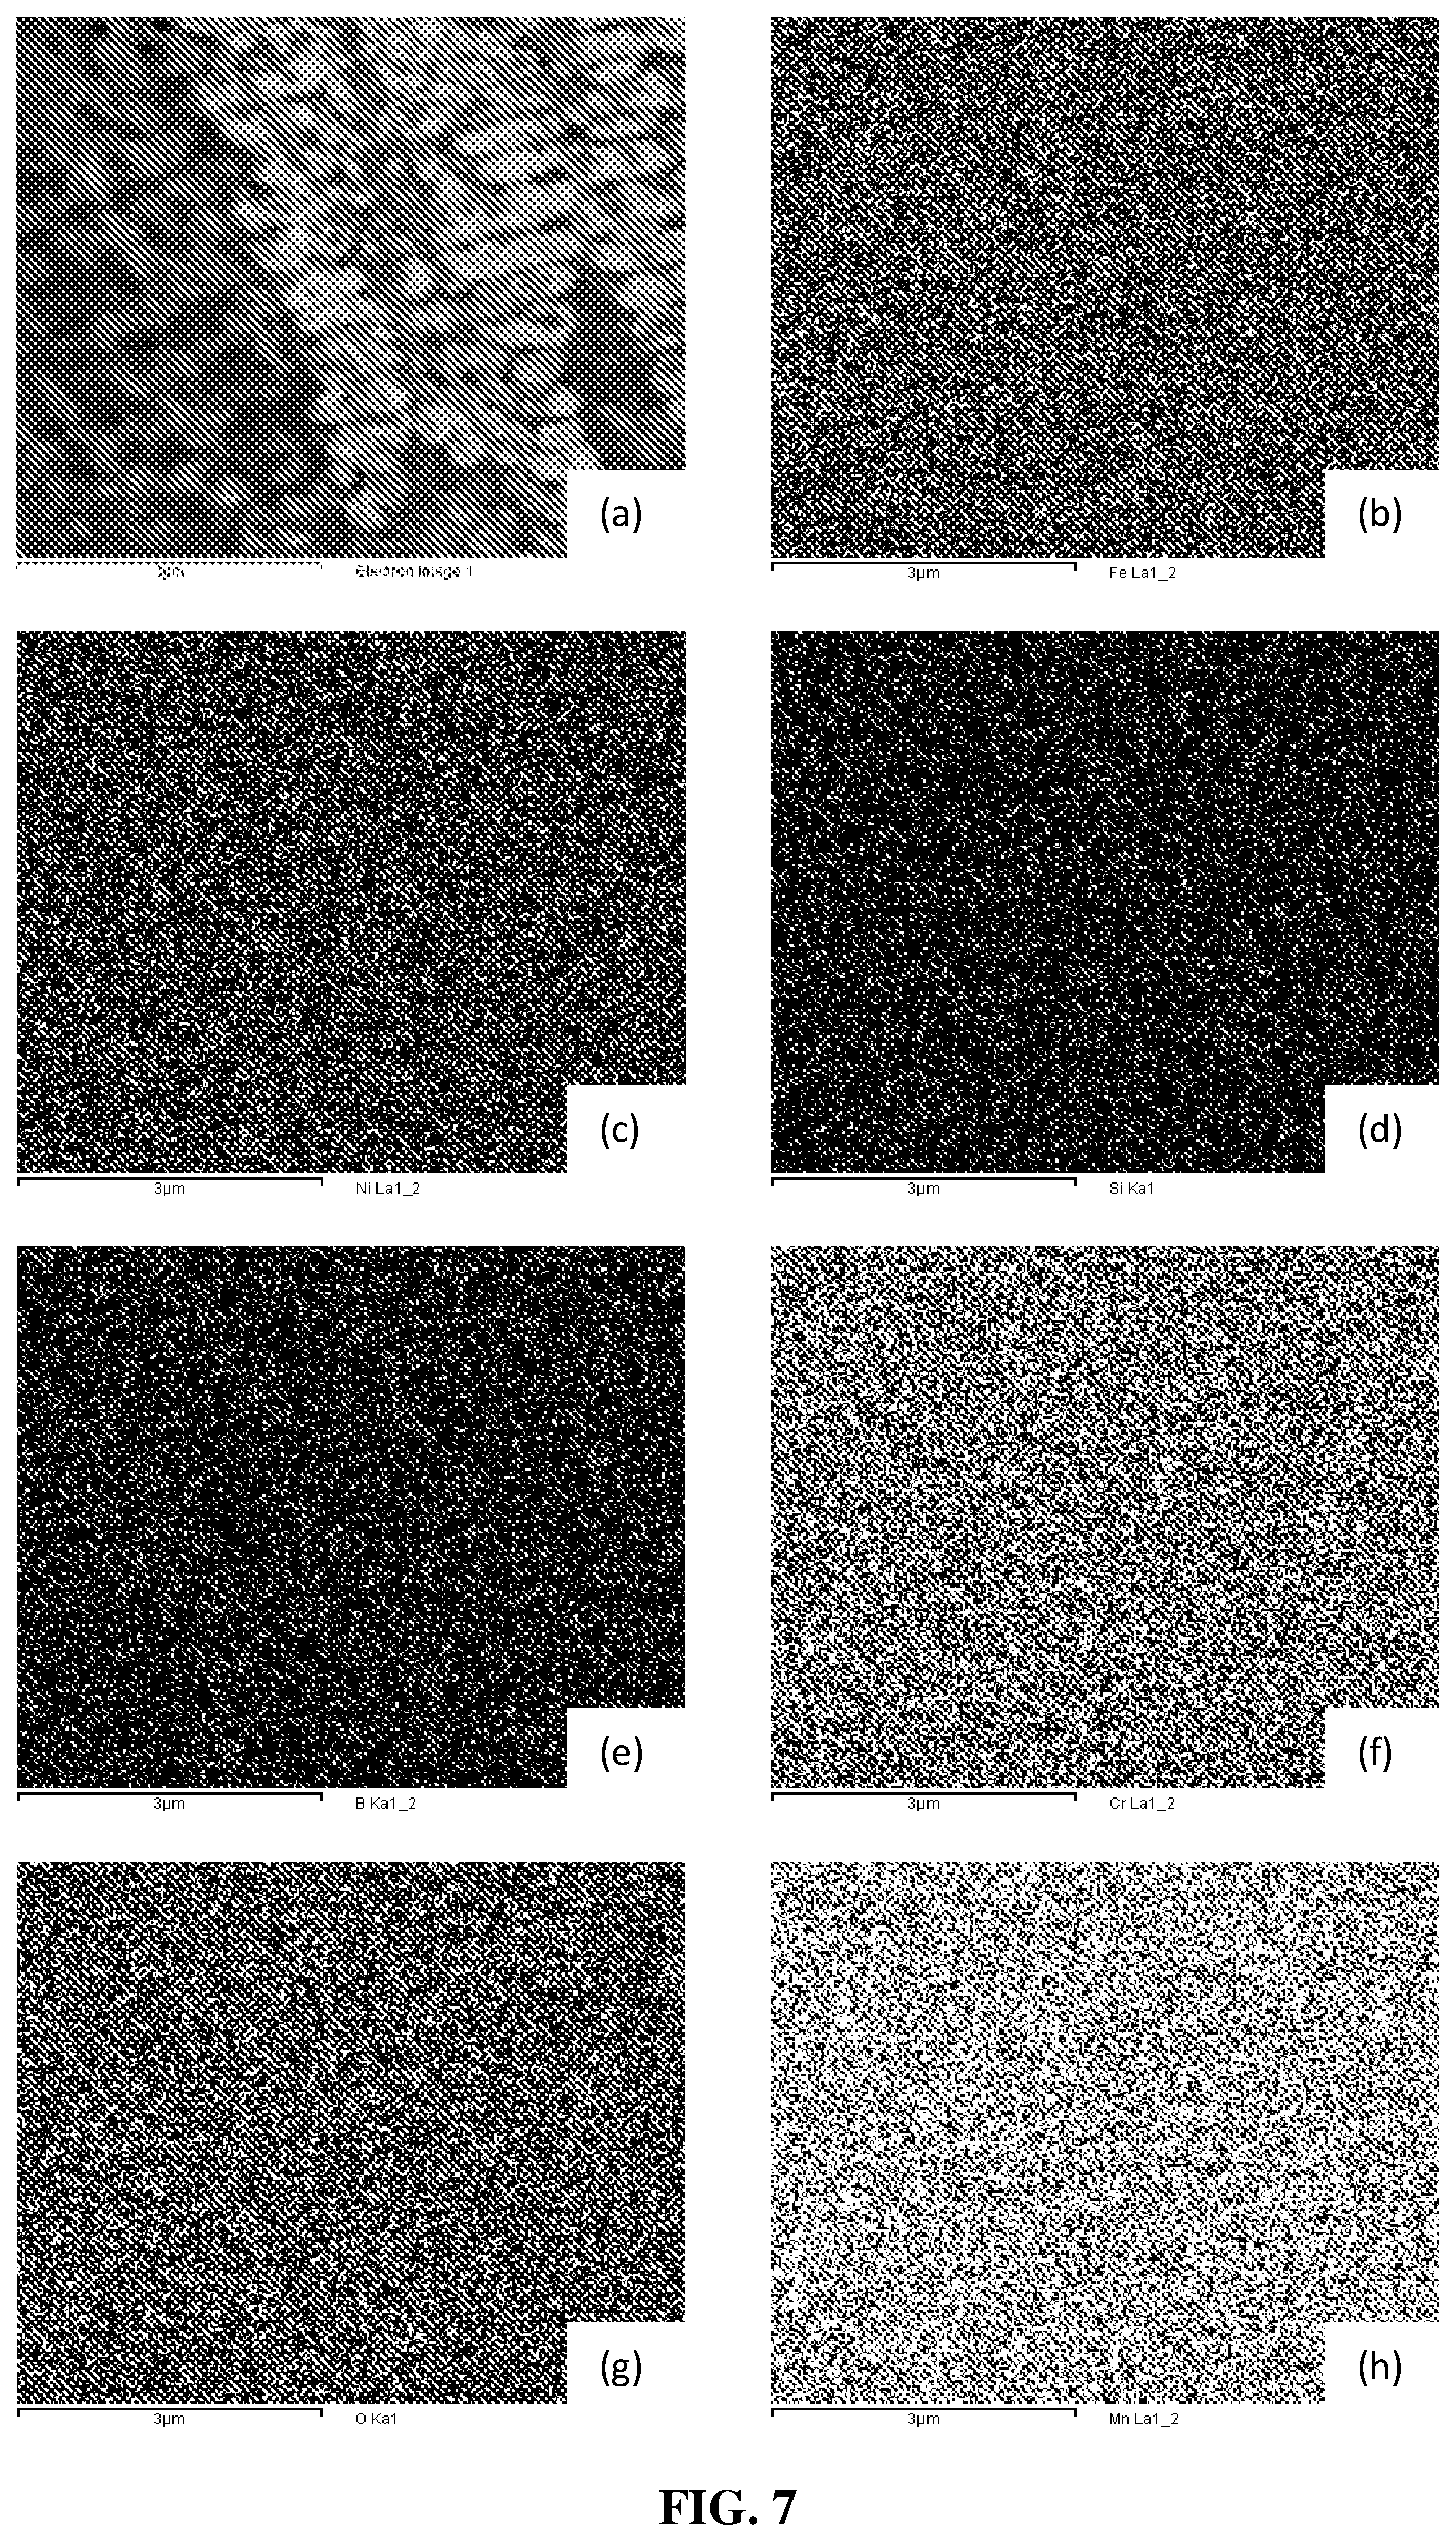 (a)
(b)
3µm Electron Image 1
3µm Fe La1_2
(c)
(d)
3µm Ni La1_2
3µm Si Ka1
(e)
(f)
3µm B Ka1_2
3µm Cr La1_2
(g)
(h)
3µm O Ka1
3µm Mn La1_2
FIG. 7